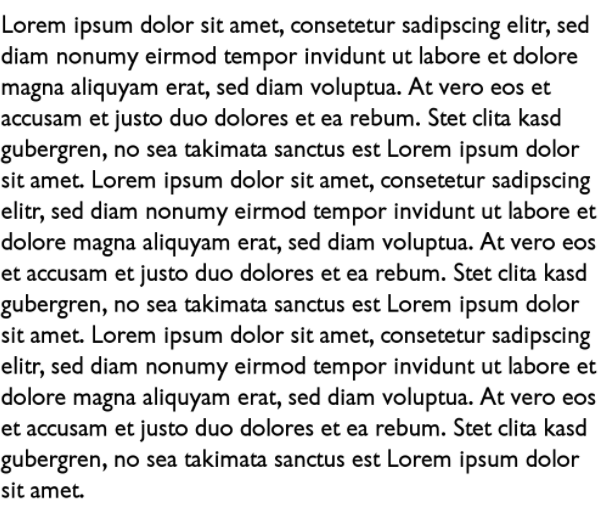 Lorem ipsum dolor sit amet, consetetur sadipscing elitr, sed
diam nonumy eirmod tempor invidunt ut labore et dolore
magna aliquyam erat, sed diam voluptua. At vero eos et
accusam et justo duo dolores et ea rebum. Stet clita kasd
gubergren, no sea takimata sanctus est Lorem ipsum dolor
sit amet. Lorem ipsum dolor sit amet, consetetur sadipscing
elitr, sed diam nonumy eirmod tempor invidunt ut labore et
dolore magna aliquyam erat, sed diam voluptua. At vero eos
et accusam et justo duo dolores et ea rebum. Stet clita kasd
gubergren, no sea takimata sanctus est Lorem ipsum dolor
sit amet. Lorem ipsum dolor sit amet, consetetur sadipscing
elitr, sed diam nonumy eirmod tempor invidunt ut labore et
dolore magna aliquyam erat, sed diam voluptua. At vero eos
et accusam et justo duo dolores et ea rebum. Stet clita kasd
gubergren, no sea takimata sanctus est Lorem ipsum dolor
sit amet.